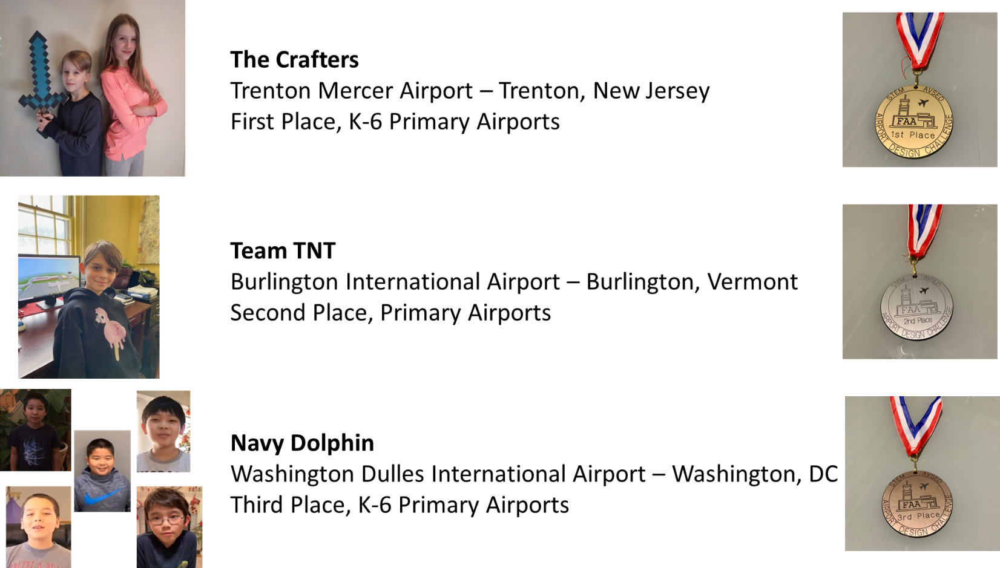 The Crafters
Trenton Mercer Airport – Trenton, New Jersey
First Place, K-6 Primary Airports
STEM AVSED
FAA
1st Place
AIRPORT DESIGN CHALLENGE
Team TNT
Burlington International Airport – Burlington, Vermont
Second Place, Primary Airports
STEM AVSED
FAA
2nd Place
AIRPORT DESIGN CHALLENGE
Navy Dolphin
Washington Dulles International Airport – Washington, DC
Third Place, K-6 Primary Airports
STEM AVSED
FAA
3rd Place
AIRPORT DESIGN CHALLENGE